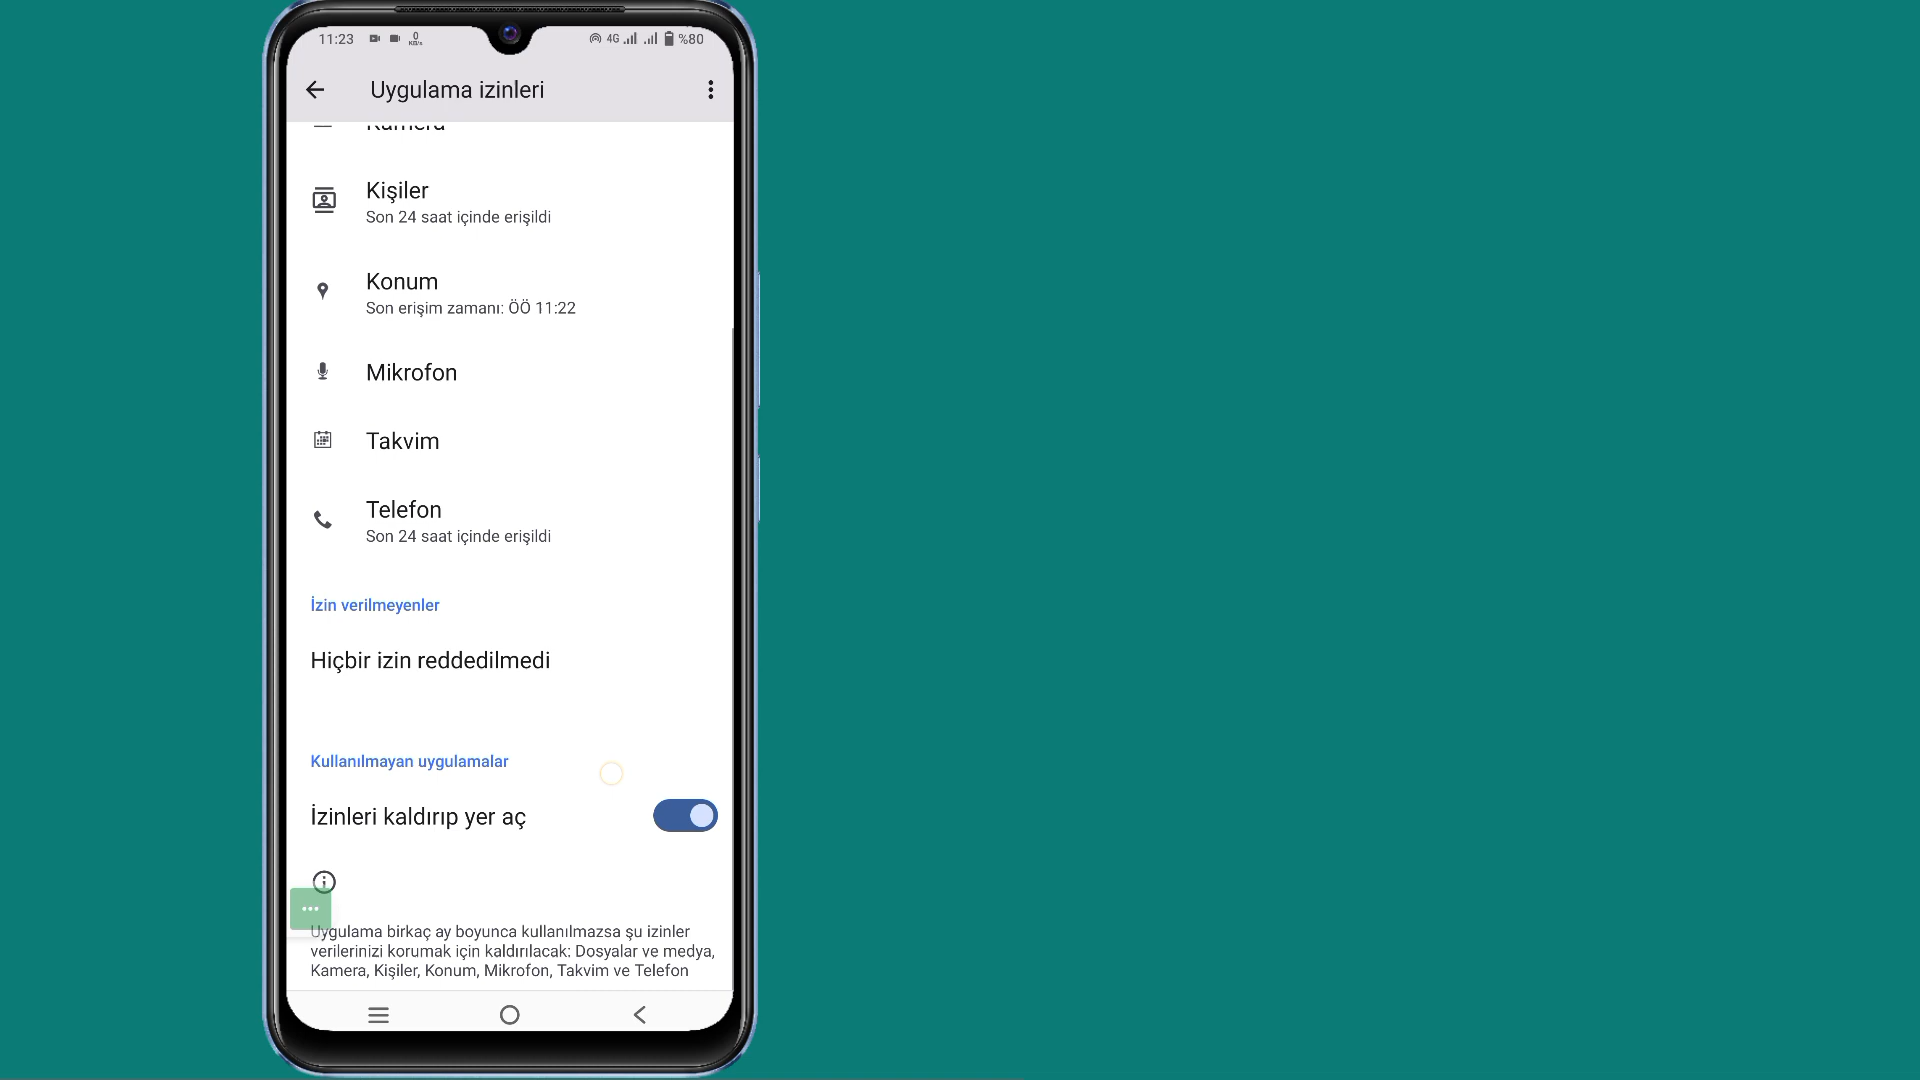 11:23
0
KB/s
4G
%80
Uygulama izinleri
Kamera
Kişiler
Son 24 saat içinde erişildi
Konum
Son erişim zamanı: ÖÖ 11:22
Mikrofon
Takvim
Telefon
Son 24 saat içinde erişildi
İzin verilmeyenler
Hiçbir izin reddedilmedi
Kullanılmayan uygulamalar
İzinleri kaldırıp yer aç
Uygulama birkaç ay boyunca kullanılmazsa şu izinler
verilerinizi korumak için kaldırılacak: Dosyalar ve medya,
Kamera, Kişiler, Konum, Mikrofon, Takvim ve Telefon